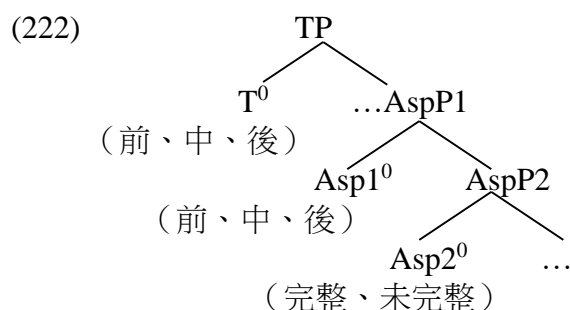 (222) TP
T⁰ …AspP1
（前、中、後）
Asp1⁰ AspP2
（前、中、後）
Asp2⁰ …
（完整、未完整）